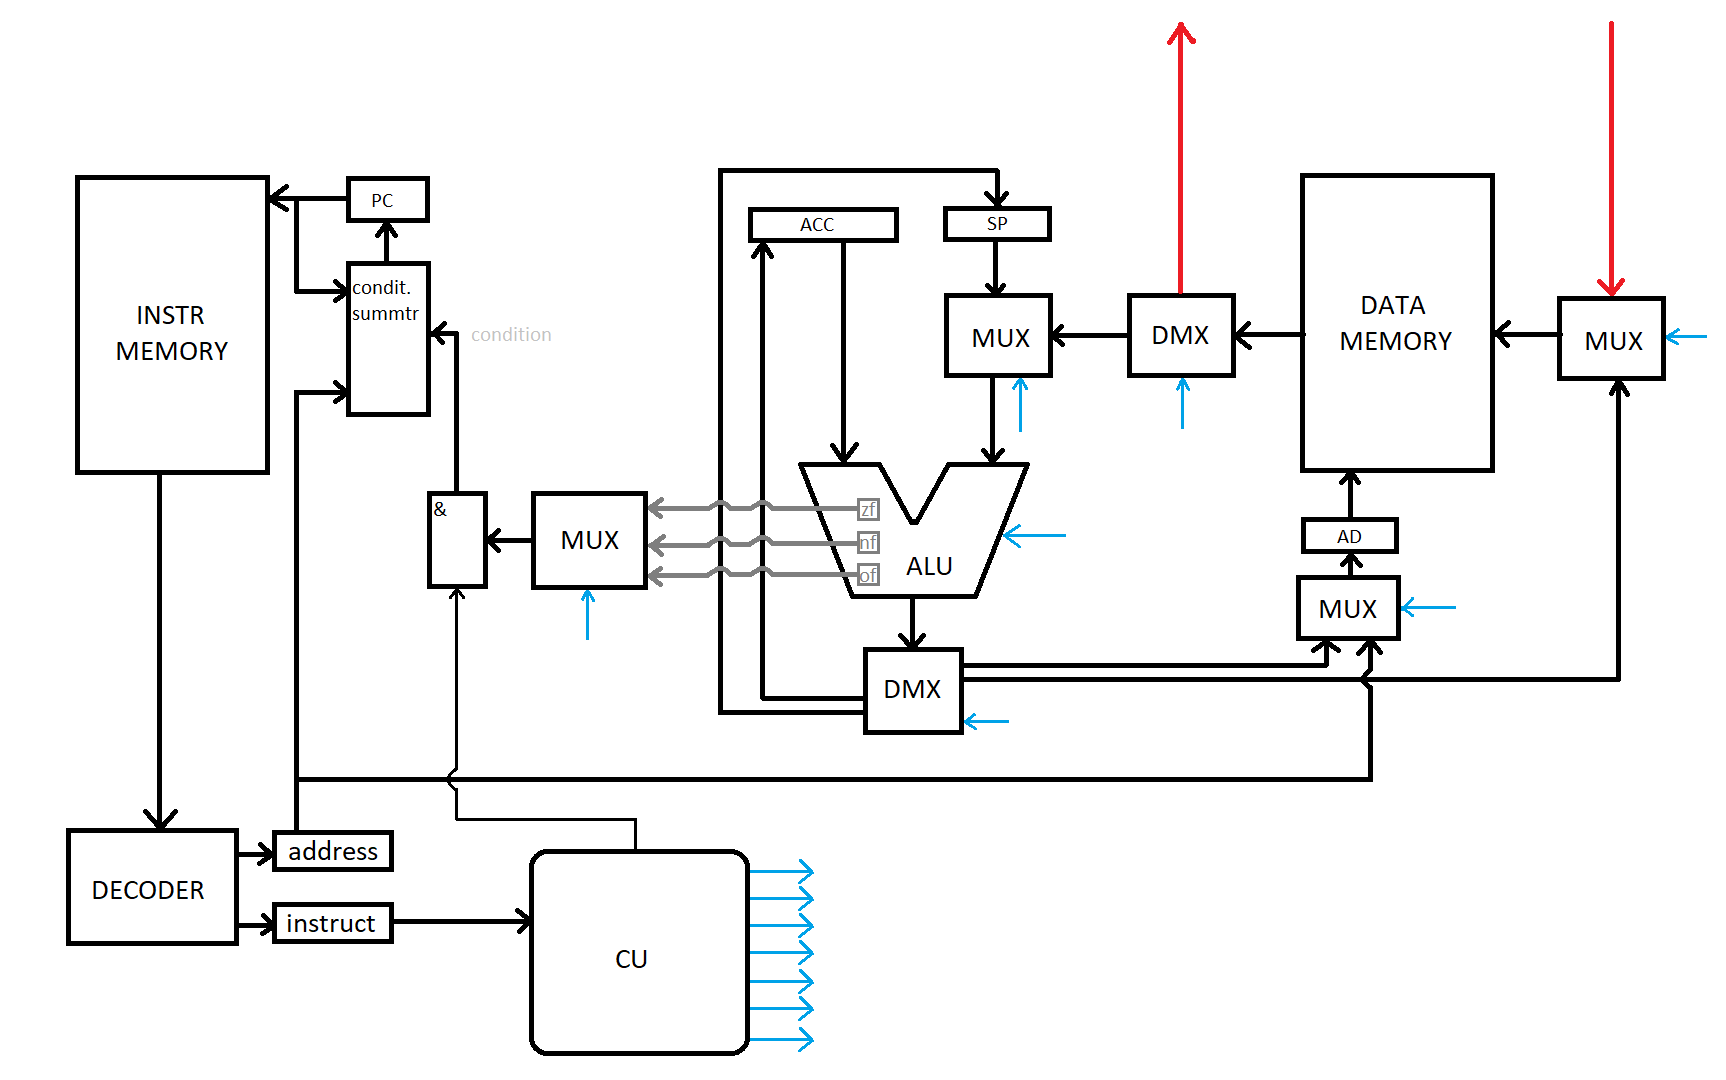 PC
ACC
SP
condit.
summtr
INSTR
MEMORY
condition
MUX
DMX
DATA
MEMORY
MUX
zf
nf
of
ALU
&
MUX
AD
MUX
DMX
address
DECODER
instruct
CU